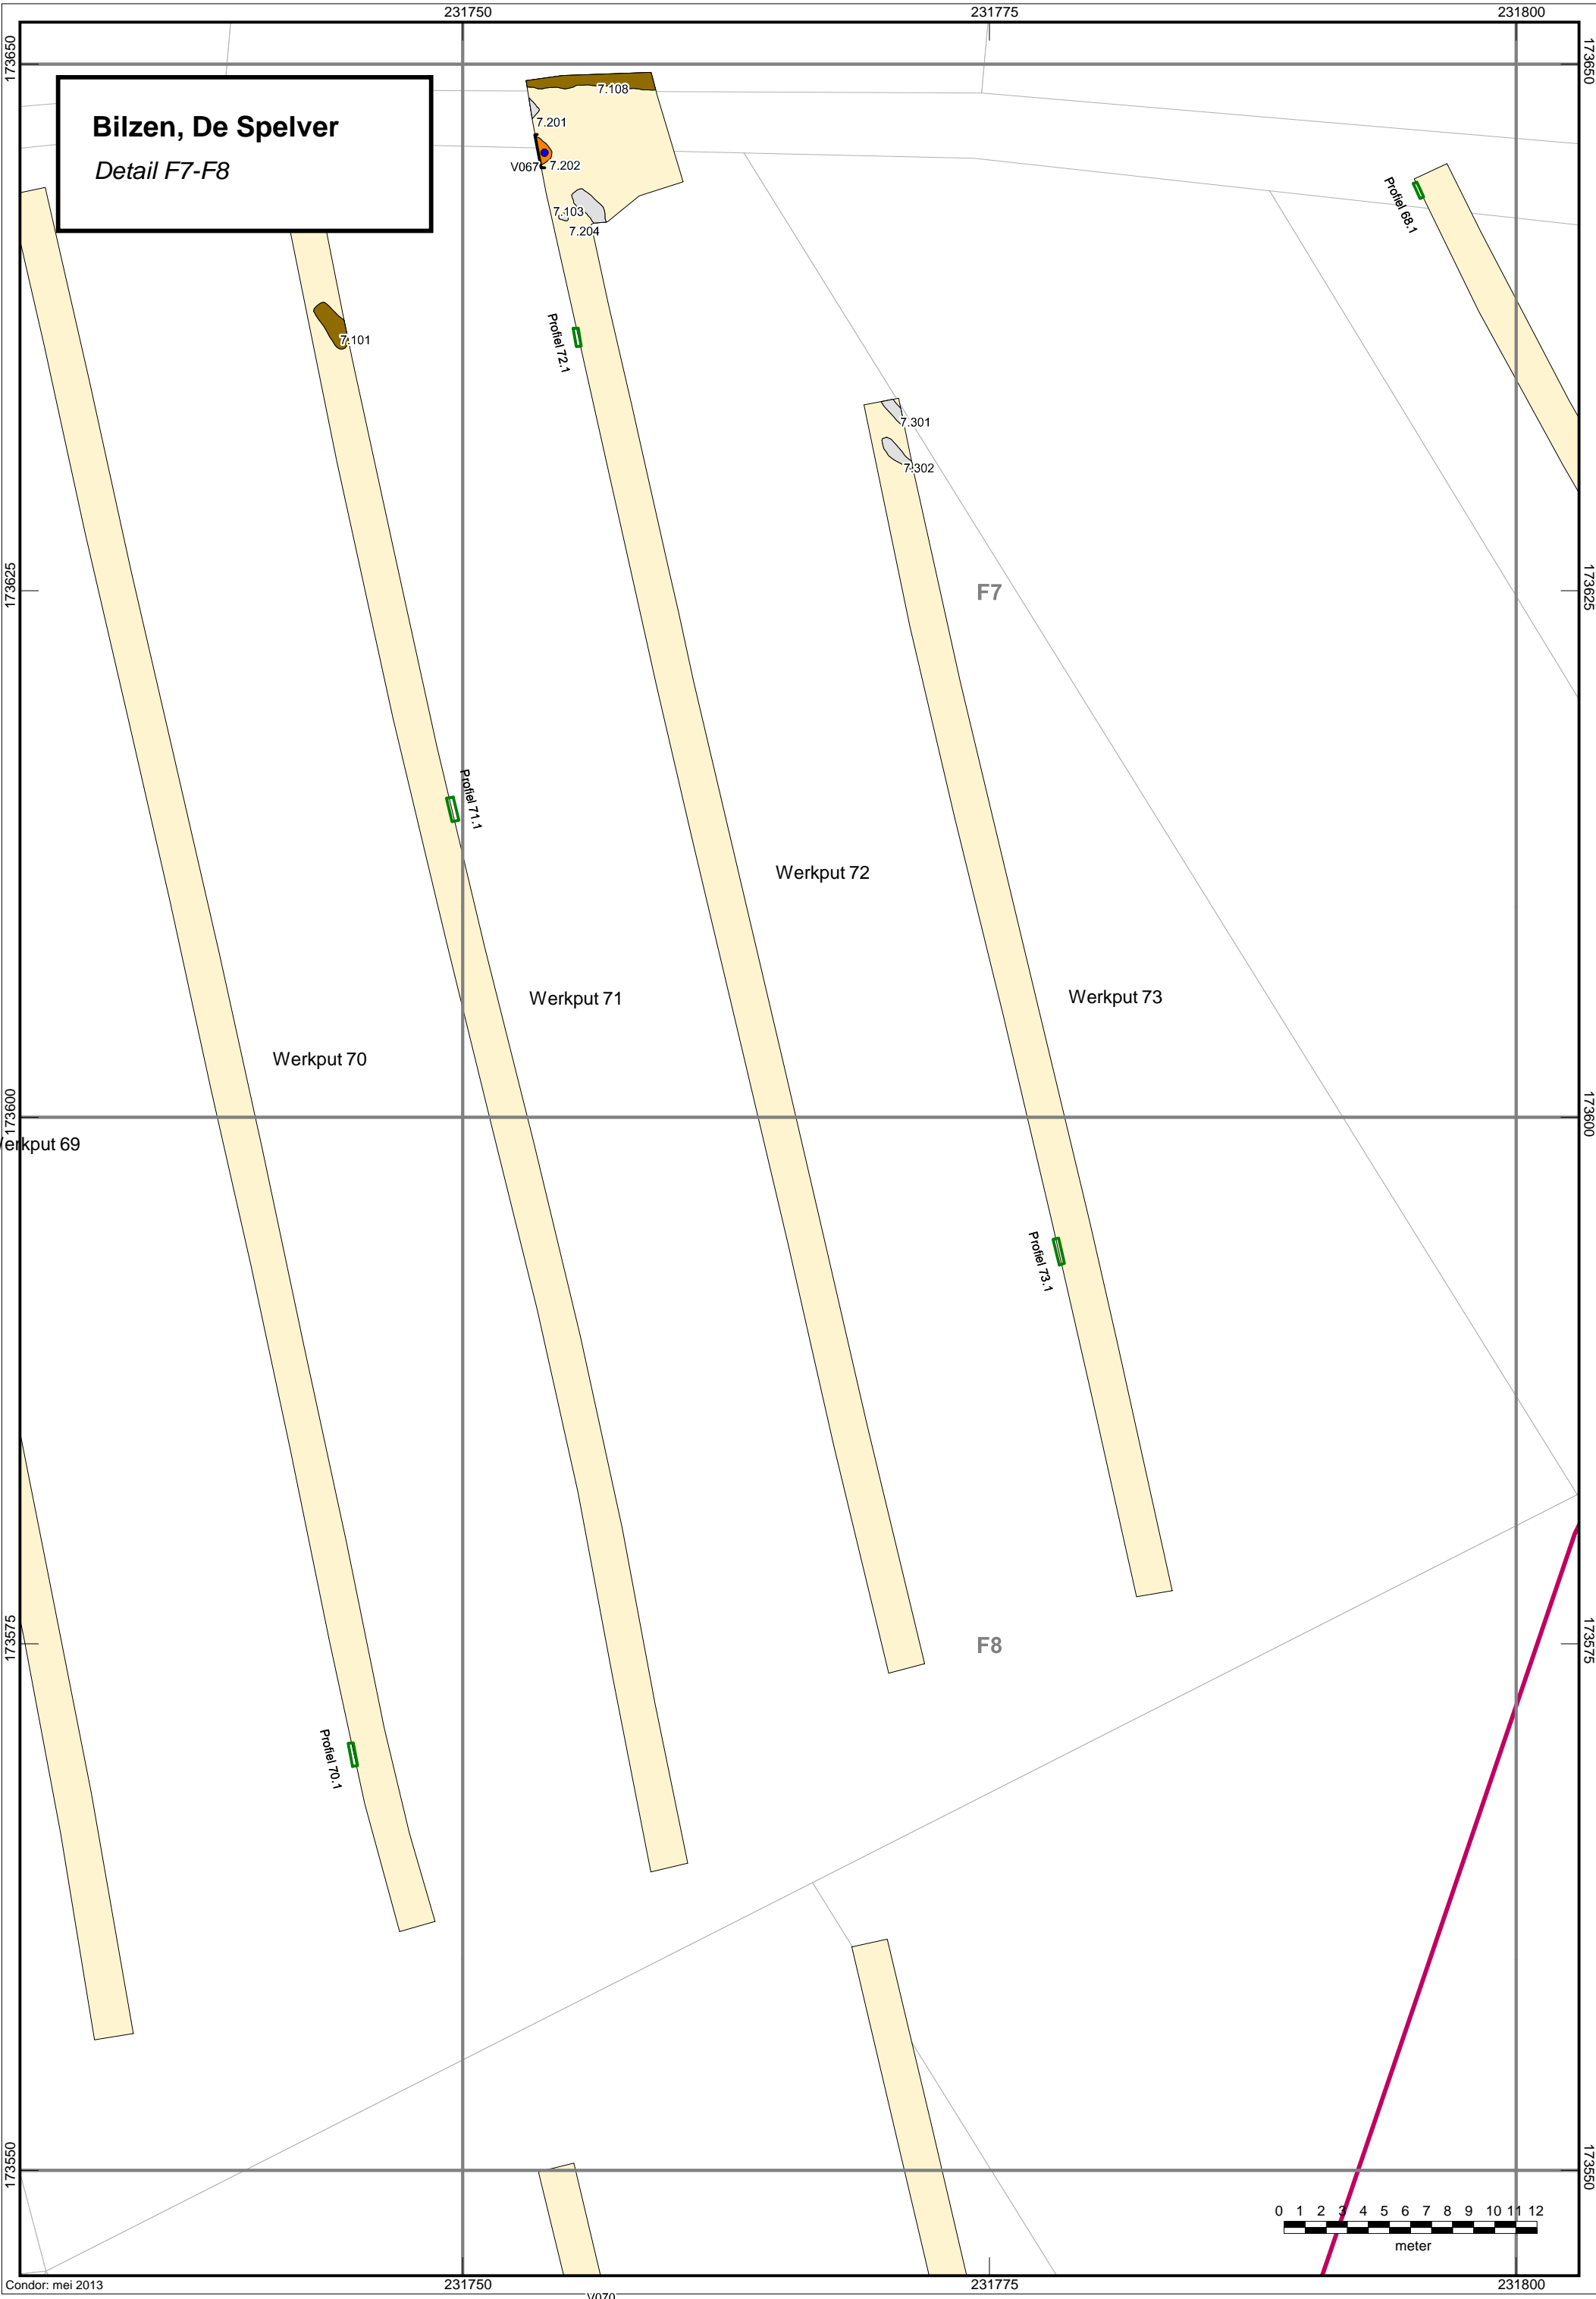 231750
231775
231800
173650
173650
Bilzen, De Spelver
Detail F7-F8
7.108
7.201
V067
7.202
7.103
7.204
Profiel 68.1
Profiel 72.1
7.101
7.301
7.302
173625
F7
173625
Profiel 71.1
Werkput 72
Werkput 71
Werkput 73
Werkput 70
173600
173600
erkput 69
Profiel 73.1
173575
F8
173575
Profiel 70.1
173550
173550
0 1 2 3 4 5 6 7 8 9 10 11 12
meter
Condor: mei 2013
231750
231775
231800
V070